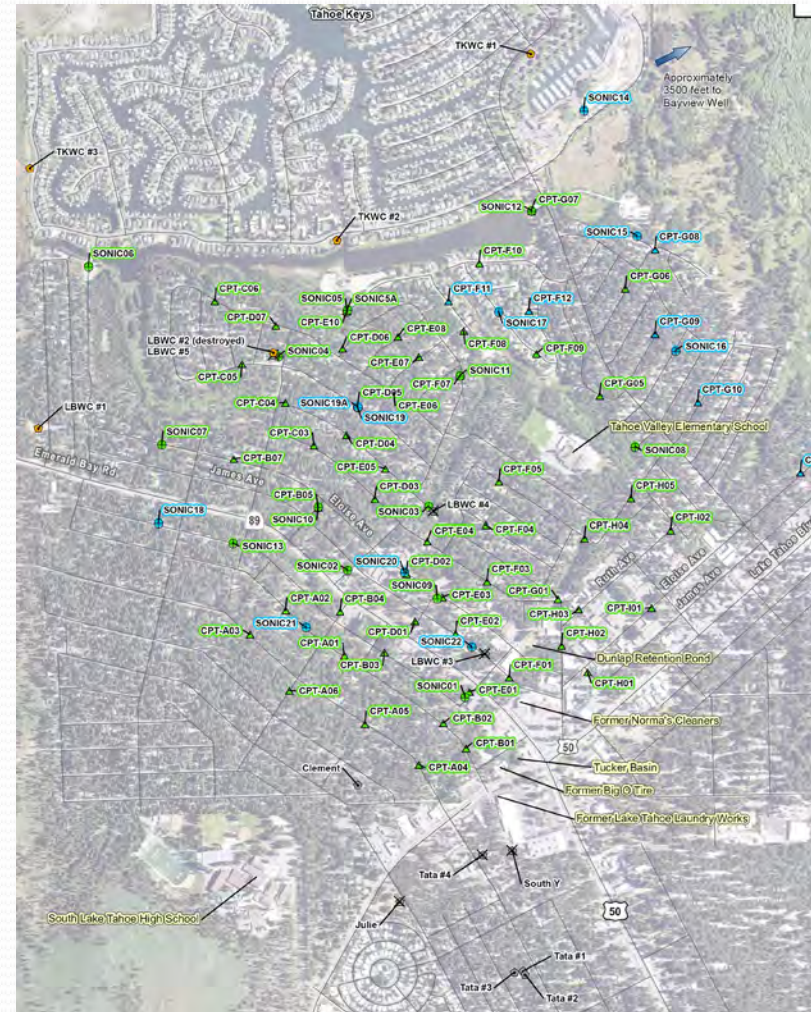 Tahoe Keys
TKWC #1
Approximately
3500 feet to
Bayview Well
SONIC14
TKWC #3
CPT-G07
SONIC12
TKWC #2
SONIC15
CPT-G08
SONIC06
CPT-F10
CPT-G06
CPT-C06
SONIC05
SONIC5A
CPT-F11
CPT-F12
CPT-D07
CPT-E10
SONIC17
CPT-E08
CPT-G09
LBWC #2 (destroyed)
LBWC #5
SONIC04
CPT-D06
CPT-F08
SONIC16
CPT-F09
CPT-E07
CPT-C05
CPT-F07
SONIC11
CPT-G05
CPT-G10
SONIC19A
CPT-D05
CPT-C04
CPT-E06
SONIC19
LBWC #1
Tahoe Valley Elementary School
SONIC07
CPT-C03
CPT-D04
SONIC08
Emerald Bay Rd
CPT-B07
CPT-E05
CPT-F05
James Ave
CPT-B05
CPT-D03
CPT-H05
Eloise Ave
SONIC03
LBWC #4
SONIC18
89
SONIC10
CPT-E04
CPT-F04
CPT-H04
CPT-I02
SONIC13
SONIC02
SONIC20
CPT-D02
CPT-F03
Ruth Ave
Eloise Ave
James Ave
SONIC09
CPT-E03
CPT-G01
CPT-A02
CPT-B04
CPT-H03
CPT-I01
SONIC21
CPT-A03
CPT-D01
CPT-E02
SONIC22
CPT-H02
CPT-A01
CPT-B03
LBWC #3
Dunlap Retention Pond
CPT-F01
CPT-H01
CPT-A06
SONIC01
CPT-E01
CPT-A05
CPT-B02
Former Norma's Cleaners
CPT-B01
50
Clement
CPT-A04
Tucker Basin
Former Big O Tire
Former Lake Tahoe Laundry Works
Tata #4
South Y
South Lake Tahoe High School
Julie
50
Tata #1
Tata #3
Tata #2